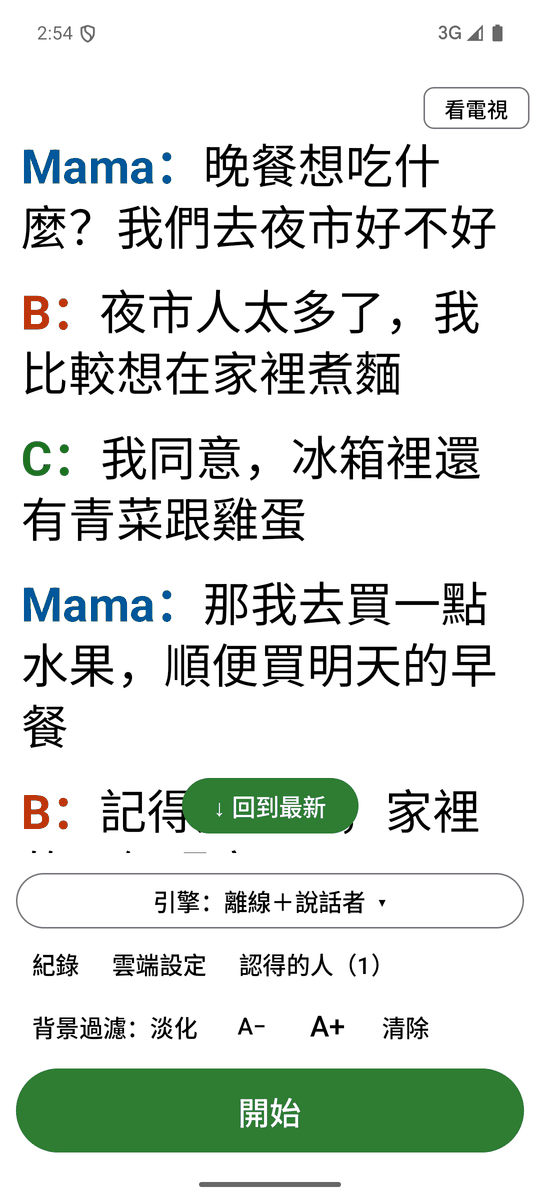 2:54
3G
看電視
Mama：晚餐想吃什
麼？我們去夜市好不好
B：夜市人太多了，我
比較想在家裡煮麵
C：我同意，冰箱裡還
有青菜跟雞蛋
Mama：那我去買一點
水果，順便買明天的早
餐
B：記得，家裡
↓ 回到最新
引擎：離線＋說話者 ▾
紀錄 雲端設定 認得的人（1）
背景過濾：淡化 A− A+ 清除
開始